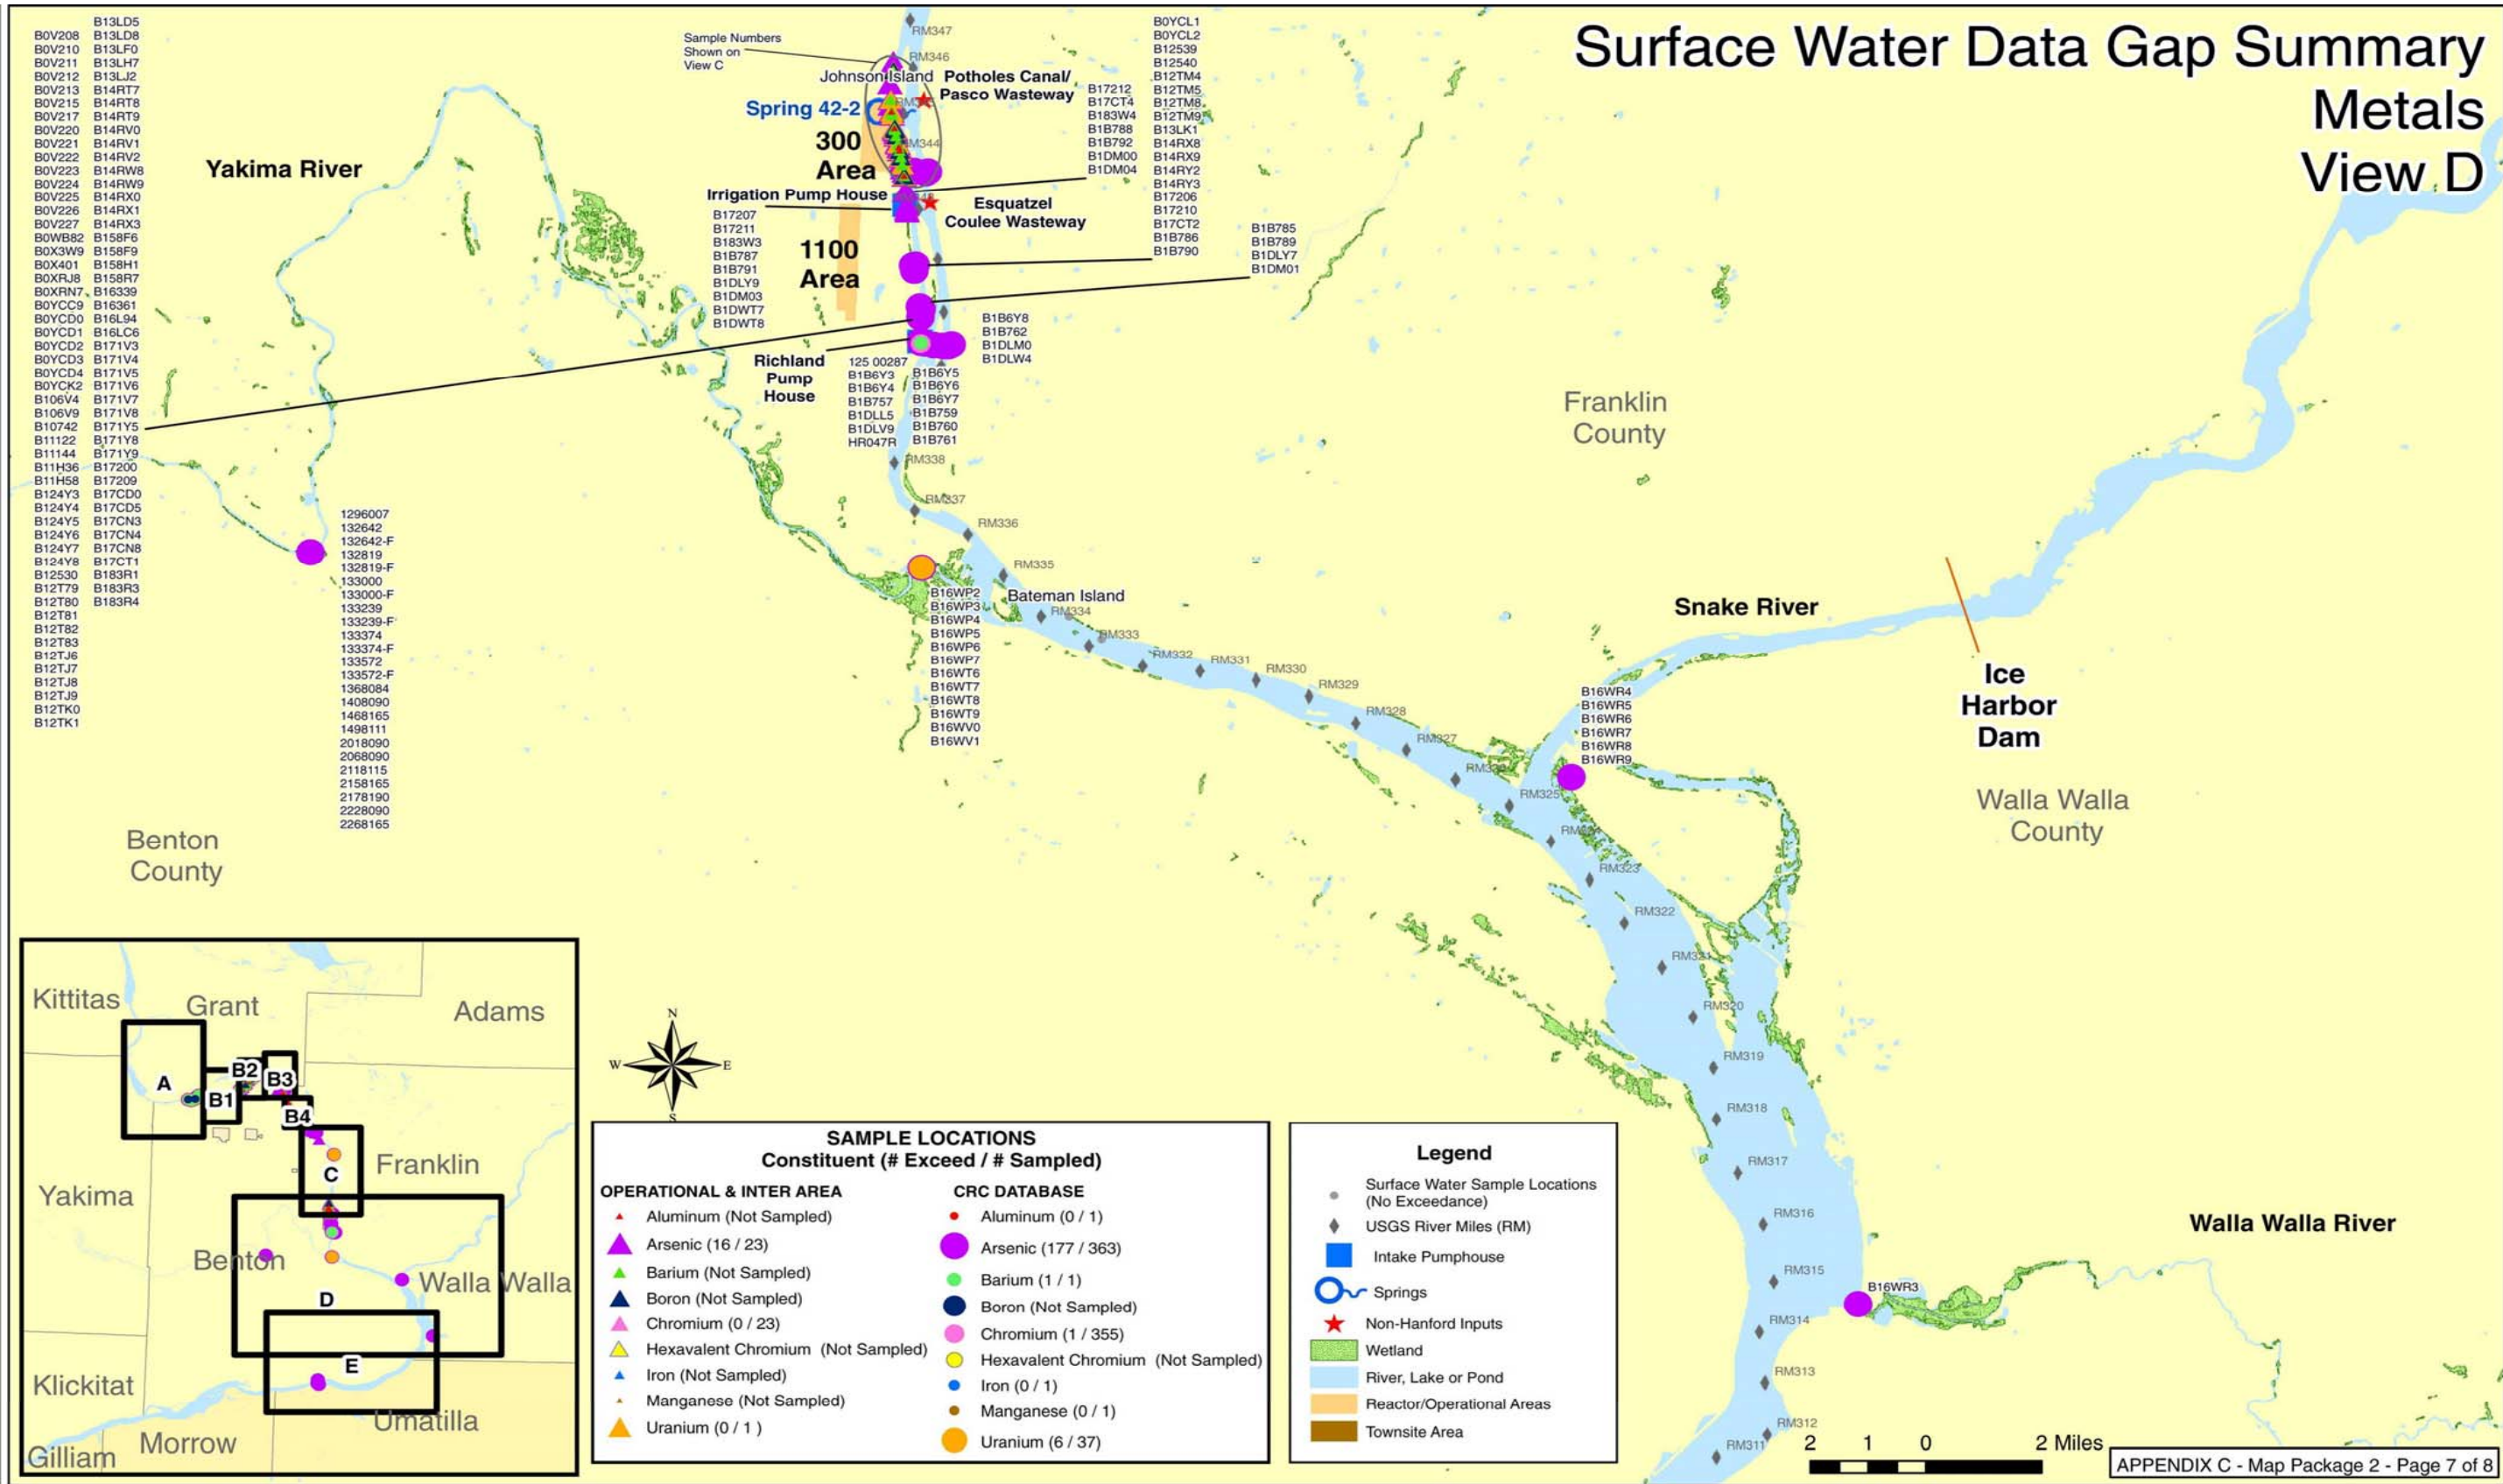 Surface Water Data Gap Summary
Metals
View D
B13LD5
B0V208 B13LD8
B0V210 B13LF0
B0V211 B13LH7
B0V212 B13LJ2
B0V213 B14RT7
B0V215 B14RT8
B0V217 B14RT9
B0V220 B14RV0
B0V221 B14RV1
B0V222 B14RV2
B0V223 B14RW8
B0V224 B14RW9
B0V225 B14RX0
B0V226 B14RX1
B0V227 B14RX3
B0WB82 B158F6
B0X3W9 B158F9
B0X401 B158H1
B0XRJ8 B158R7
B0XRN7 B16339
B0YCC9 B16361
B0YCD0 B16L94
B0YCD1 B16LC6
B0YCD2 B171V3
B0YCD3 B171V4
B0YCD4 B171V5
B0YCK2 B171V6
B106V4 B171V7
B106V9 B171V8
B10742 B171Y5
B11122 B171Y8
B11144 B171Y9
B11H36 B17200
B11H58 B17209
B124Y3 B17CD0
B124Y4 B17CD5
B124Y5 B17CN3
B124Y6 B17CN4
B124Y7 B17CN8
B124Y8 B17CT1
B12530 B183R1
B12T79 B183R3
B12T80 B183R4
B12T81
B12T82
B12T83
B12TJ6
B12TJ7
B12TJ8
B12TJ9
B12TK0
B12TK1
Yakima River
1296007
132642
132642-F
132819
132819-F
133000
133000-F
133239
133239-F
133374
133374-F
133572
133572-F
1368084
1408090
1468165
1498111
2018090
2068090
2118115
2158165
2178190
2228090
2268165
Benton
County
Sample Numbers
Shown on
View C
RM347
RM346
Johnson Island
Potholes Canal/
Pasco Wasteway
Spring 42-2
300
Area
RM344
Irrigation Pump House
Esquatzel
Coulee Wasteway
B17212
B17CT4
B183W4
B1B788
B1B792
B1DM00
B1DM04
B0YCL1
B0YCL2
B12539
B12540
B12TM4
B12TM5
B12TM8
B12TM9
B13LK1
B14RX8
B14RX9
B14RY2
B14RY3
B17206
B17210
B17CT2
B1B786
B1B790
B1B785
B1B789
B1DLY7
B1DM01
B17207
B17211
B183W3
B1B787
B1B791
B1DLY9
B1DM03
B1DWT7
B1DWT8
1100
Area
B1B6Y8
B1B762
B1DLM0
B1DLW4
Richland
Pump
House
125 00287
B1B6Y3
B1B6Y4
B1B757
B1DLL5
B1DLV9
HR047R
B1B6Y5
B1B6Y6
B1B6Y7
B1B759
B1B760
B1B761
RM338
RM337
RM336
RM335
Bateman Island
RM334
RM333
RM332
RM331
RM330
RM329
RM328
RM327
RM325
RM323
RM322
RM321
RM320
RM319
RM318
RM317
RM316
RM315
RM314
RM313
RM312
RM311
B16WP2
B16WP3
B16WP4
B16WP5
B16WP6
B16WP7
B16WT6
B16WT7
B16WT8
B16WT9
B16WV0
B16WV1
Franklin
County
Snake River
Ice
Harbor
Dam
B16WR4
B16WR5
B16WR6
B16WR7
B16WR8
B16WR9
Walla Walla
County
Walla Walla River
B16WR3
Kittitas
Grant
Adams
A
B1
B2
B3
B4
C
Franklin
Yakima
Benton
Walla Walla
D
E
Klickitat
Umatilla
Morrow
Gilliam
N
W
E
S
SAMPLE LOCATIONS
Constituent (# Exceed / # Sampled)
OPERATIONAL & INTER AREA
Aluminum (Not Sampled)
Arsenic (16 / 23)
Barium (Not Sampled)
Boron (Not Sampled)
Chromium (0 / 23)
Hexavalent Chromium (Not Sampled)
Iron (Not Sampled)
Manganese (Not Sampled)
Uranium (0 / 1 )
CRC DATABASE
Aluminum (0 / 1)
Arsenic (177 / 363)
Barium (1 / 1)
Boron (Not Sampled)
Chromium (1 / 355)
Hexavalent Chromium (Not Sampled)
Iron (0 / 1)
Manganese (0 / 1)
Uranium (6 / 37)
Legend
Surface Water Sample Locations
(No Exceedance)
USGS River Miles (RM)
Intake Pumphouse
Springs
Non-Hanford Inputs
Wetland
River, Lake or Pond
Reactor/Operational Areas
Townsite Area
2 1 0 2 Miles
APPENDIX C - Map Package 2 - Page 7 of 8